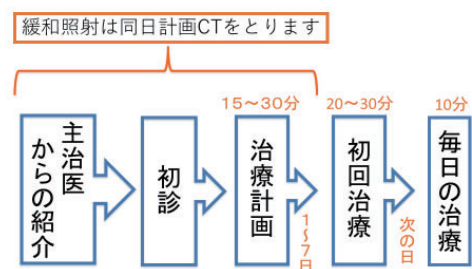 緩和照射は同日計画CTをとります
15～30分
20～30分
10分
主治医
からの紹介
初診
治療計画
1～7日
初回治療
次の日
毎日の治療